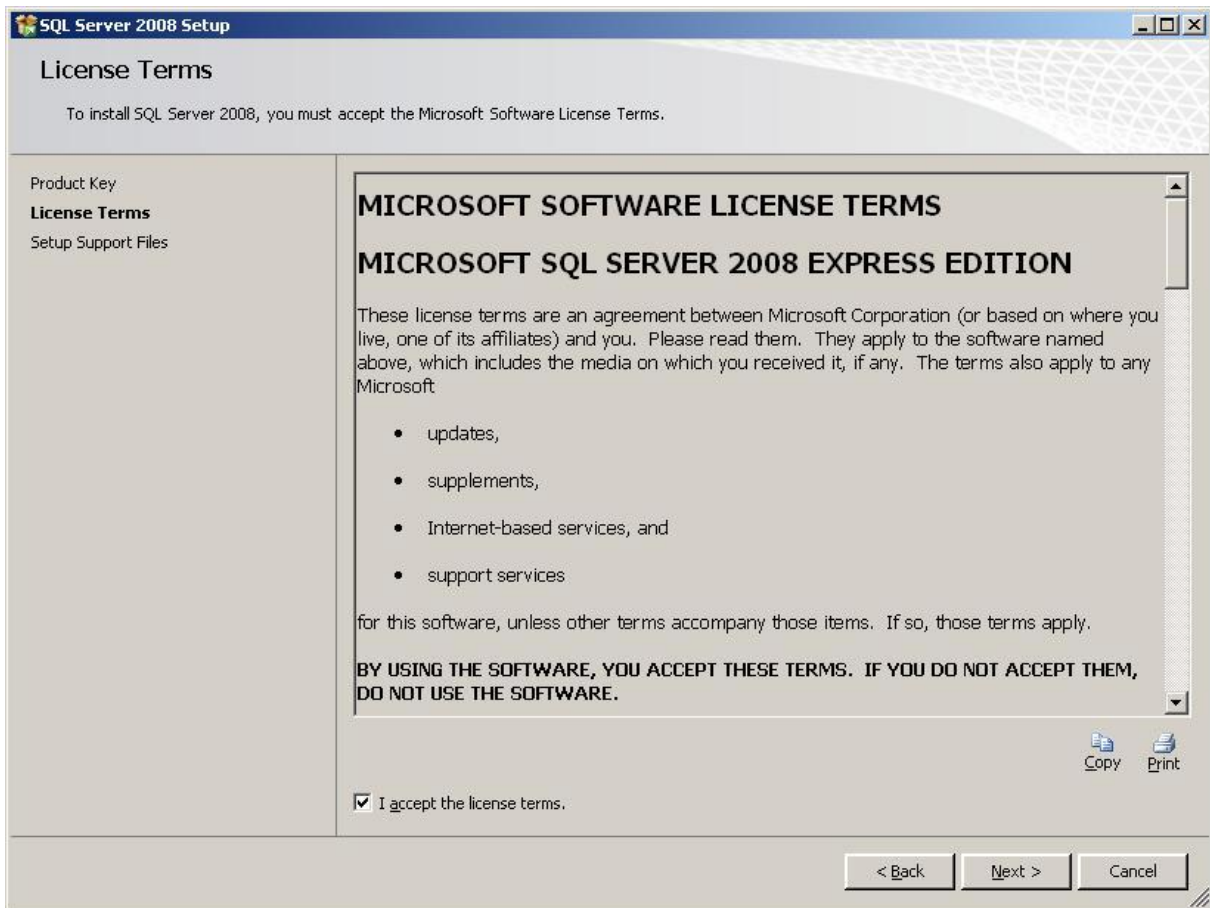 SQL Server 2008 Setup
License Terms
To install SQL Server 2008, you must accept the Microsoft Software License Terms.
Product Key
License Terms
Setup Support Files
MICROSOFT SOFTWARE LICENSE TERMS
MICROSOFT SQL SERVER 2008 EXPRESS EDITION
These license terms are an agreement between Microsoft Corporation (or based on where you
live, one of its affiliates) and you.  Please read them.  They apply to the software named
above, which includes the media on which you received it, if any.  The terms also apply to any
Microsoft
• updates,
• supplements,
• Internet-based services, and
• support services
for this software, unless other terms accompany those items.  If so, those terms apply.
BY USING THE SOFTWARE, YOU ACCEPT THESE TERMS.  IF YOU DO NOT ACCEPT THEM,
DO NOT USE THE SOFTWARE.
Copy Print
I accept the license terms.
< Back Next > Cancel